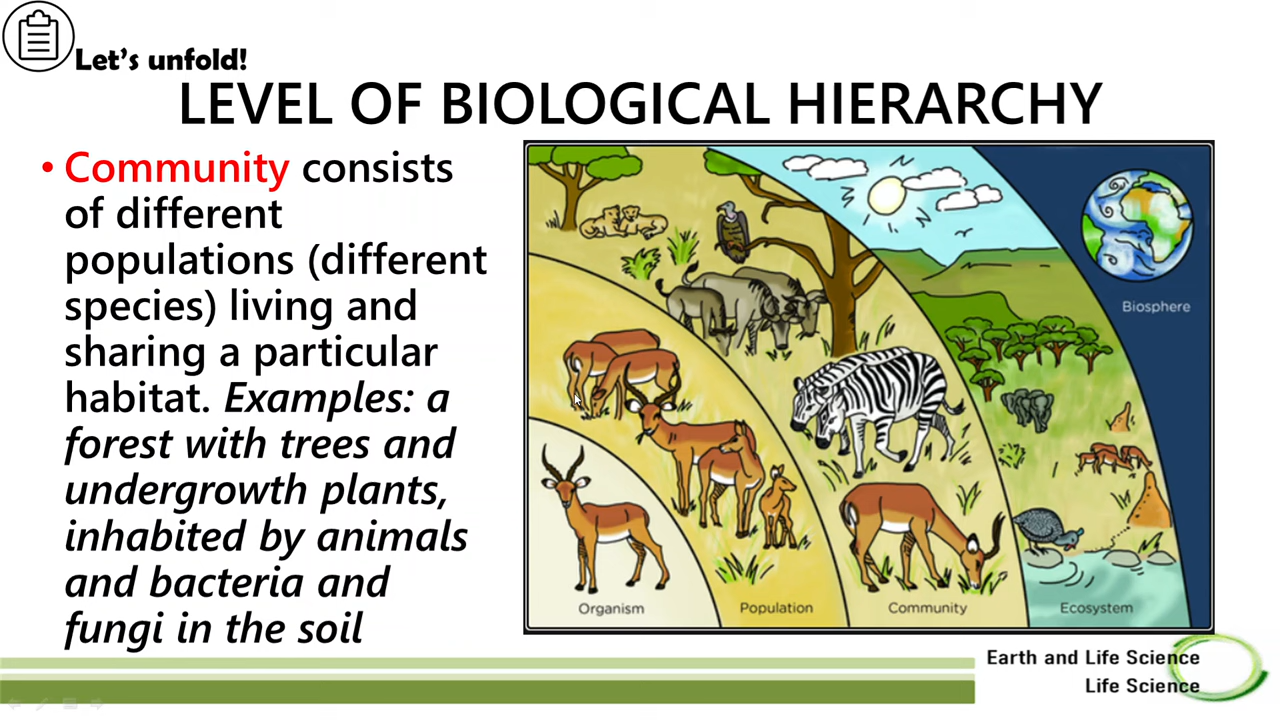 Let's unfold!
LEVEL OF BIOLOGICAL HIERARCHY
• Community consists
of different
populations (different
species) living and
sharing a particular
habitat. Examples: a
forest with trees and
undergrowth plants,
inhabited by animals
and bacteria and
fungi in the soil
Biosphere
Organism
Population
Community
Ecosystem
Earth and Life Science
Life Science